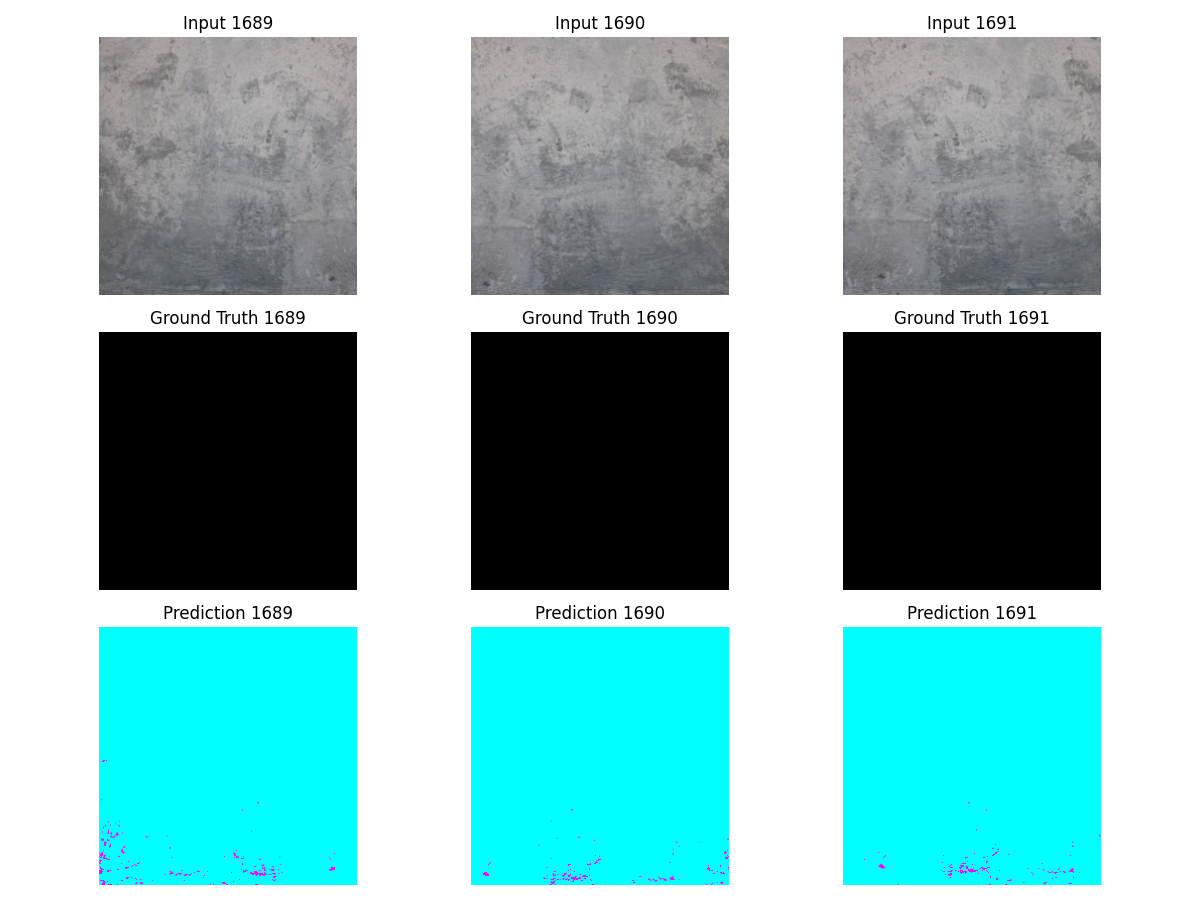 Input 1689
Input 1690
Input 1691
Ground Truth 1689
Ground Truth 1690
Ground Truth 1691
Prediction 1689
Prediction 1690
Prediction 1691